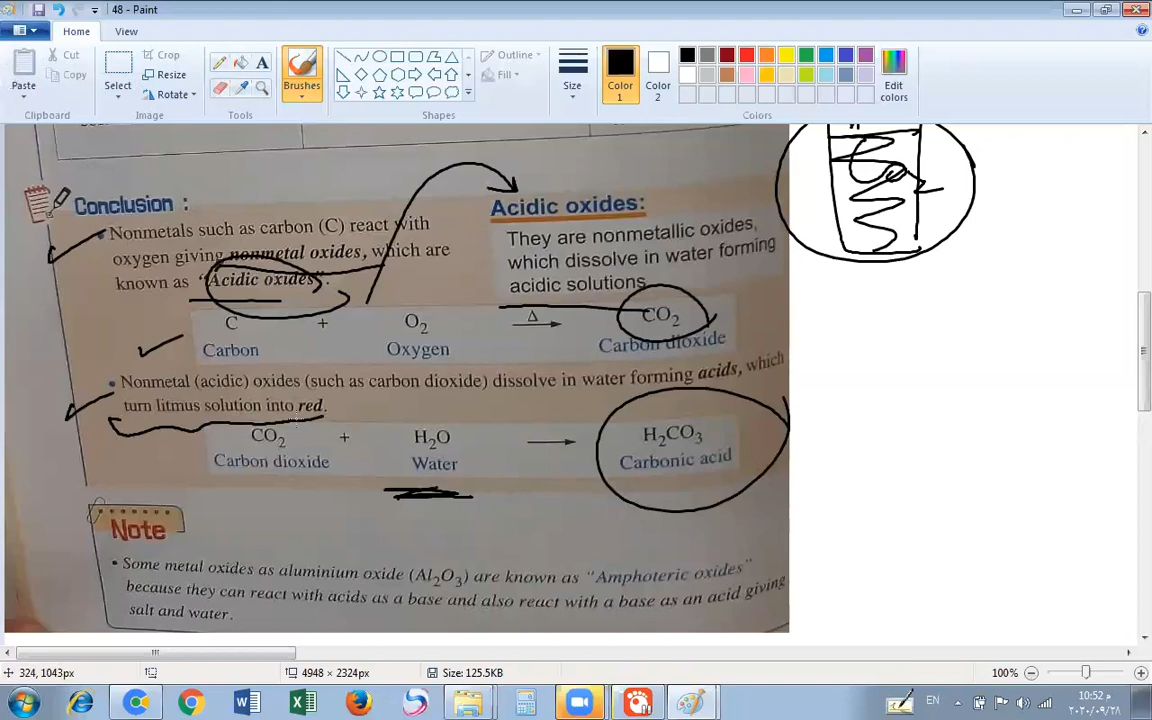 48 - Paint
Home
View
Paste
Cut
Copy
Clipboard
Select
Crop
Resize
Rotate
Image
A
Tools
Brushes
Shapes
Outline
Fill
Size
Color 1
Color 2
Edit colors
Colors
Conclusion :
• Nonmetals such as carbon (C) react with
oxygen giving nonmetal oxides, which are
known as "Acidic oxides".
Acidic oxides:
They are nonmetallic oxides,
which dissolve in water forming
acidic solutions.
C + O₂ Δ → CO₂
Carbon Oxygen Carbon dioxide
• Nonmetal (acidic) oxides (such as carbon dioxide) dissolve in water forming acids, which
turn litmus solution into red.
CO₂ + H₂O → H₂CO₃
Carbon dioxide Water Carbonic acid
Note
• Some metal oxides as aluminium oxide (Al₂O₃) are known as "Amphoteric oxides"
because they can react with acids as a base and also react with a base as an acid giving
salt and water.
324, 1043px
4948 × 2324px
Size: 125.5KB
100%
EN
10:52 م
٢٠٢٠/٠٩/٢٨